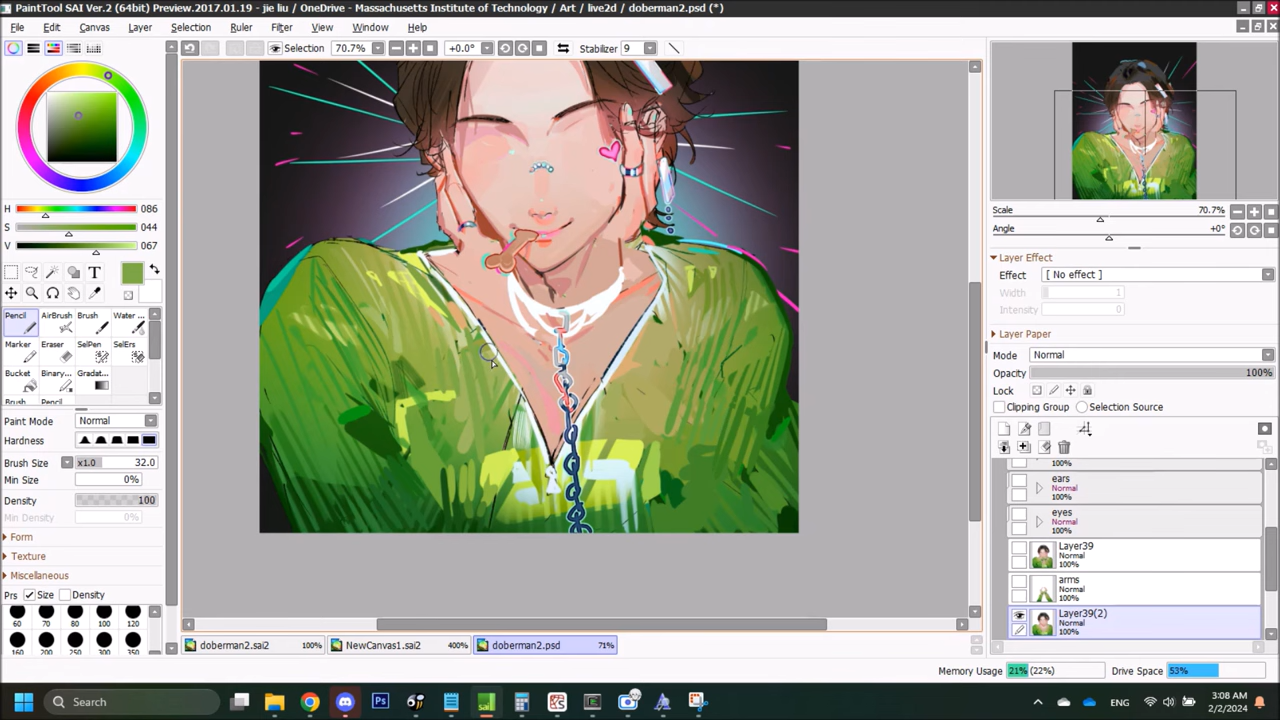 PaintTool SAI Ver.2 (64bit) Preview.2017.01.19 - jie liu / OneDrive - Massachusetts Institute of Technology / Art / live2d / doberman2.psd (*)
File Edit Canvas Layer Selection Ruler Filter View Window Help
Selection 70.7% +0.0° Stabilizer 9
H 086
S 044
V 067
T
Pencil AirBrush Brush Water ...
Marker Eraser SelPen SelErs
Bucket Binary... Gradation
Brush Pencil
Paint Mode Normal
Hardness
Brush Size x1.0 32.0
Min Size 0%
Density 100
Min Density 0%
Form
Texture
Miscellaneous
Prs Size Density
60 70 80 100 120
160 200 240 300 350
Scale 70.7%
Angle +0°
Layer Effect
Effect [ No effect ]
Width 1
Intensity 0
Layer Paper
Mode Normal
Opacity 100%
Lock
Clipping Group Selection Source
100%
ears
Normal
100%
eyes
Normal
100%
Layer39
Normal
100%
arms
Normal
100%
Layer39(2)
Normal
100%
doberman2.sai2 100% NewCanvas1.sai2 400% doberman2.psd 71%
Memory Usage 21% (22%) Drive Space 53%
Search
Ps
sai
ENG
3:08 AM
2/2/2024